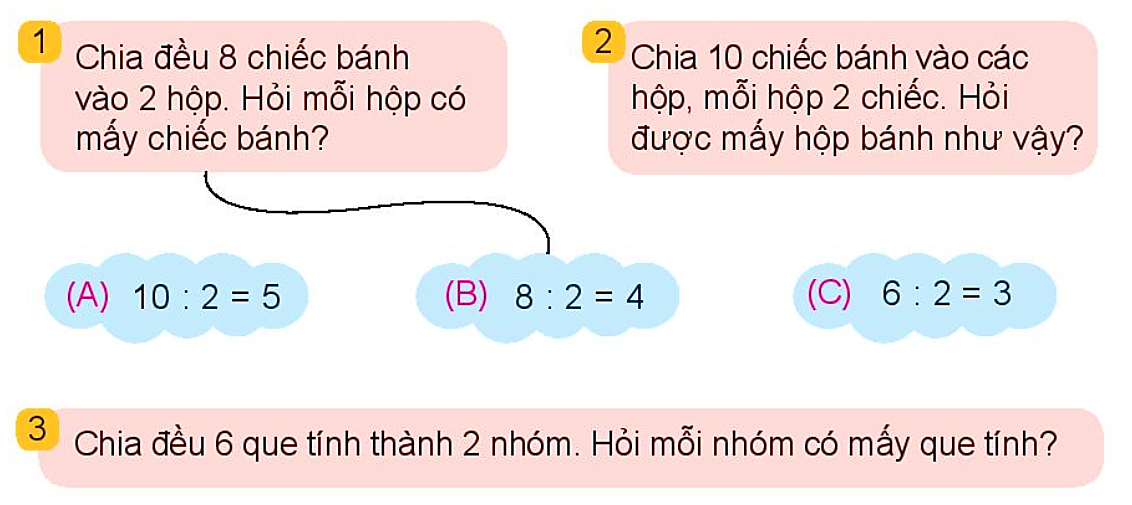 1
Chia đều 8 chiếc bánh
vào 2 hộp. Hỏi mỗi hộp có
mấy chiếc bánh?
2
Chia 10 chiếc bánh vào các
hộp, mỗi hộp 2 chiếc. Hỏi
được mấy hộp bánh như vậy?
(A) 10 : 2 = 5
(B) 8 : 2 = 4
(C) 6 : 2 = 3
3
Chia đều 6 que tính thành 2 nhóm. Hỏi mỗi nhóm có mấy que tính?